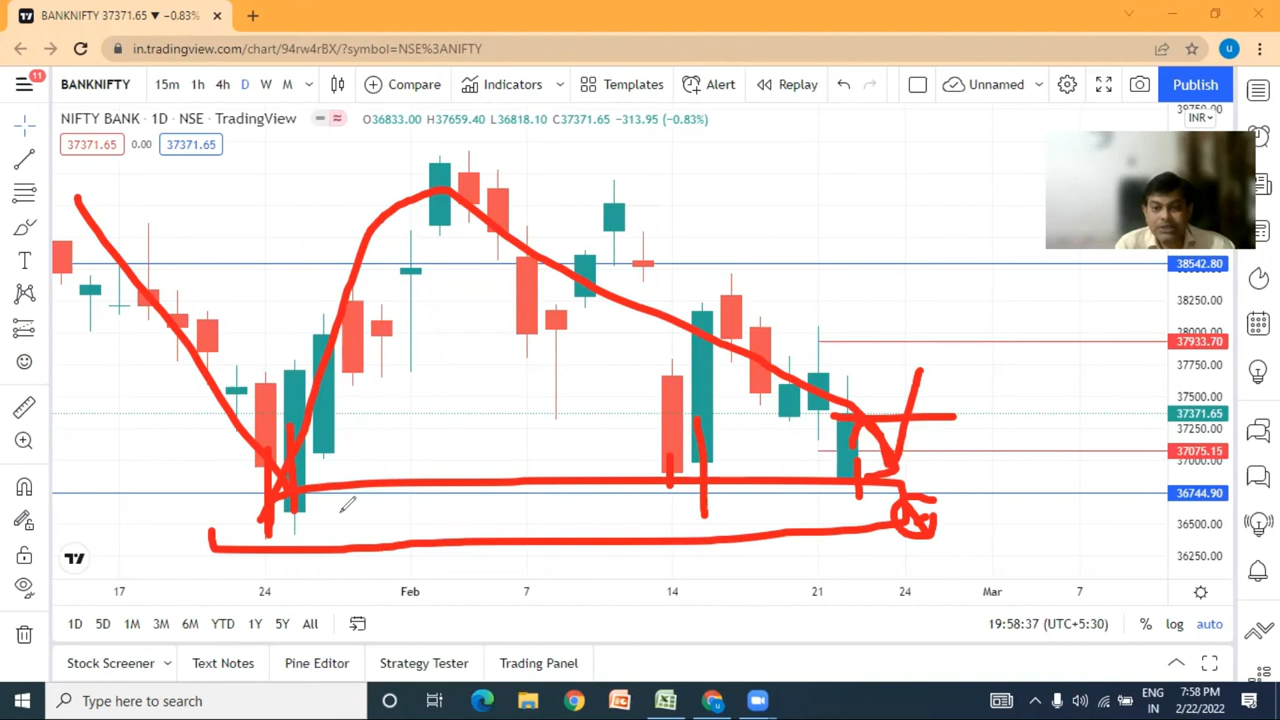 BANKNIFTY 37371.65 ▼ −0.83%
in.tradingview.com/chart/94rw4rBX/?symbol=NSE%3ANIFTY
u
11
BANKNIFTY 15m 1h 4h D W M Compare Indicators Templates Alert Replay Unnamed Publish
NIFTY BANK · 1D · NSE · TradingView O36833.00 H37659.40 L36818.10 C37371.65 −313.95 (−0.83%)
37371.65 0.00 37371.65
39750.00
INR
38542.80
38250.00
38000.00
37933.70
37750.00
37500.00
37371.65
37250.00
37075.15
37000.00
36744.90
36500.00
36250.00
17 24 Feb 7 14 21 24 Mar 7
1D 5D 1M 3M 6M YTD 1Y 5Y All 19:58:37 (UTC+5:30) % log auto
Stock Screener Text Notes Pine Editor Strategy Tester Trading Panel
Type here to search
ENG
IN
7:58 PM
2/22/2022